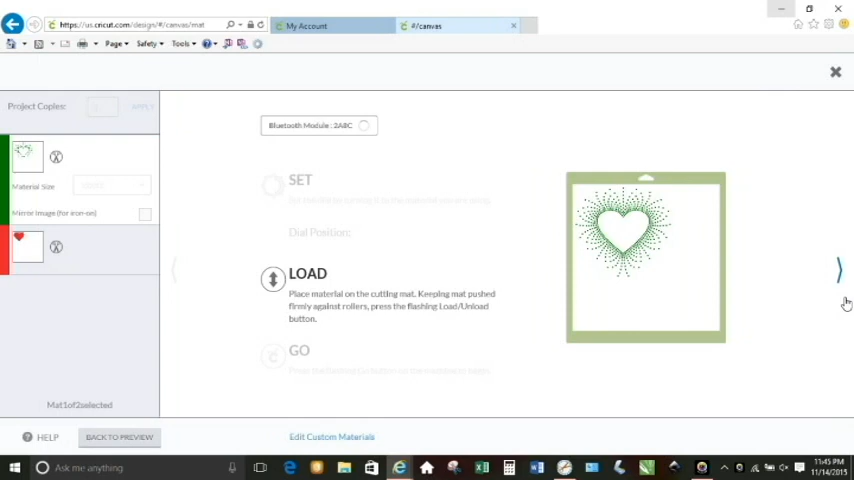 https://us.cricut.com/design/#/canvas/mat
My Account
#/canvas
Page
Safety
Tools
Project Copies:
APPLY
Bluetooth Module : 2A8C
SET
Material Size
Dial Position:
Mirror Image (for iron-on)
LOAD
Place material on the cutting mat. Keeping mat pushed
firmly against rollers, press the flashing Load/Unload
button.
GO
Mat1of2selected
HELP
BACK TO PREVIEW
Edit Custom Materials
Ask me anything
11:45 PM
11/14/2015